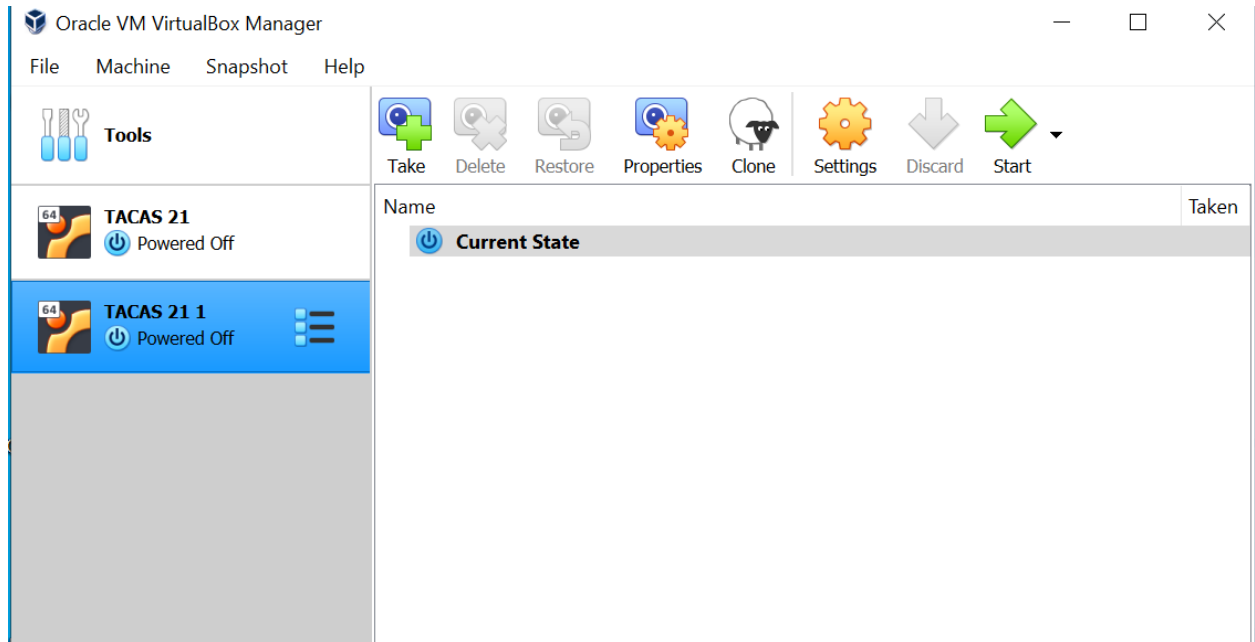 Oracle VM VirtualBox Manager
File Machine Snapshot Help
Tools
Take Delete Restore Properties Clone Settings Discard Start
Name Taken
Current State
64
TACAS 21
Powered Off
64
TACAS 21 1
Powered Off